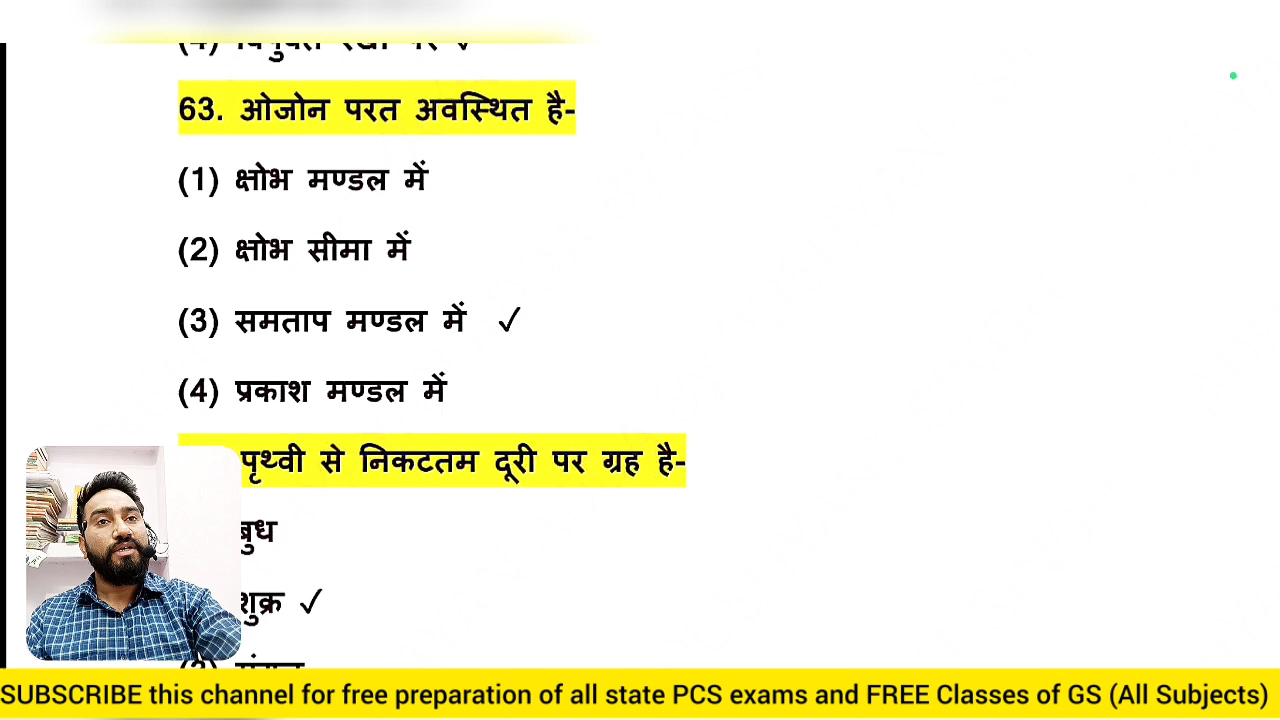 63. ओजोन परत अवस्थित है-
(1) क्षोभ मण्डल में
(2) क्षोभ सीमा में
(3) समताप मण्डल में ✓
(4) प्रकाश मण्डल में
पृथ्वी से निकटतम दूरी पर ग्रह है-
बुध
शुक्र ✓
SUBSCRIBE this channel for free preparation of all state PCS exams and FREE Classes of GS (All Subjects)